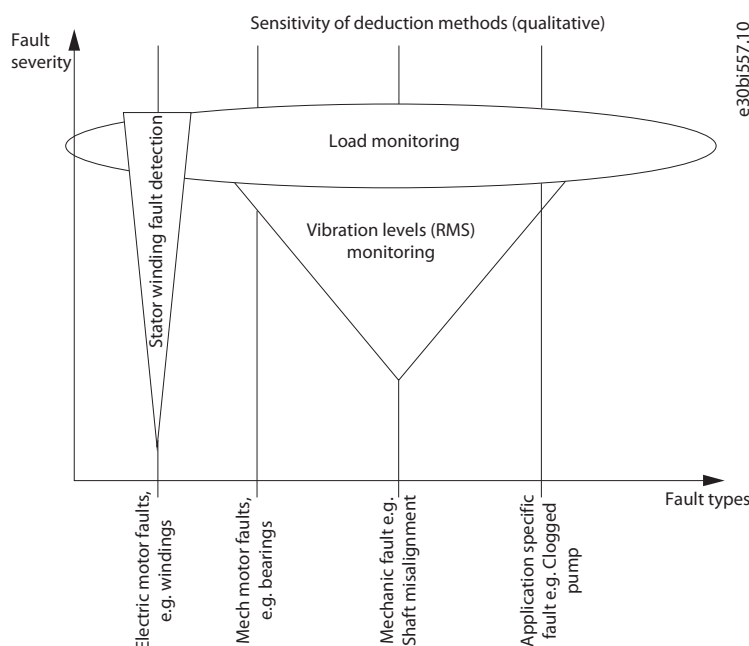 Sensitivity of deduction methods (qualitative)
e30bi557.10
Fault
severity
Load monitoring
Stator winding fault detection
Vibration levels (RMS)
monitoring
Fault types
Electric motor faults,
e.g. windings
Mech motor faults,
e.g. bearings
Mechanic fault e.g.
Shaft misalignment
Application specific
fault e.g. Clogged
pump